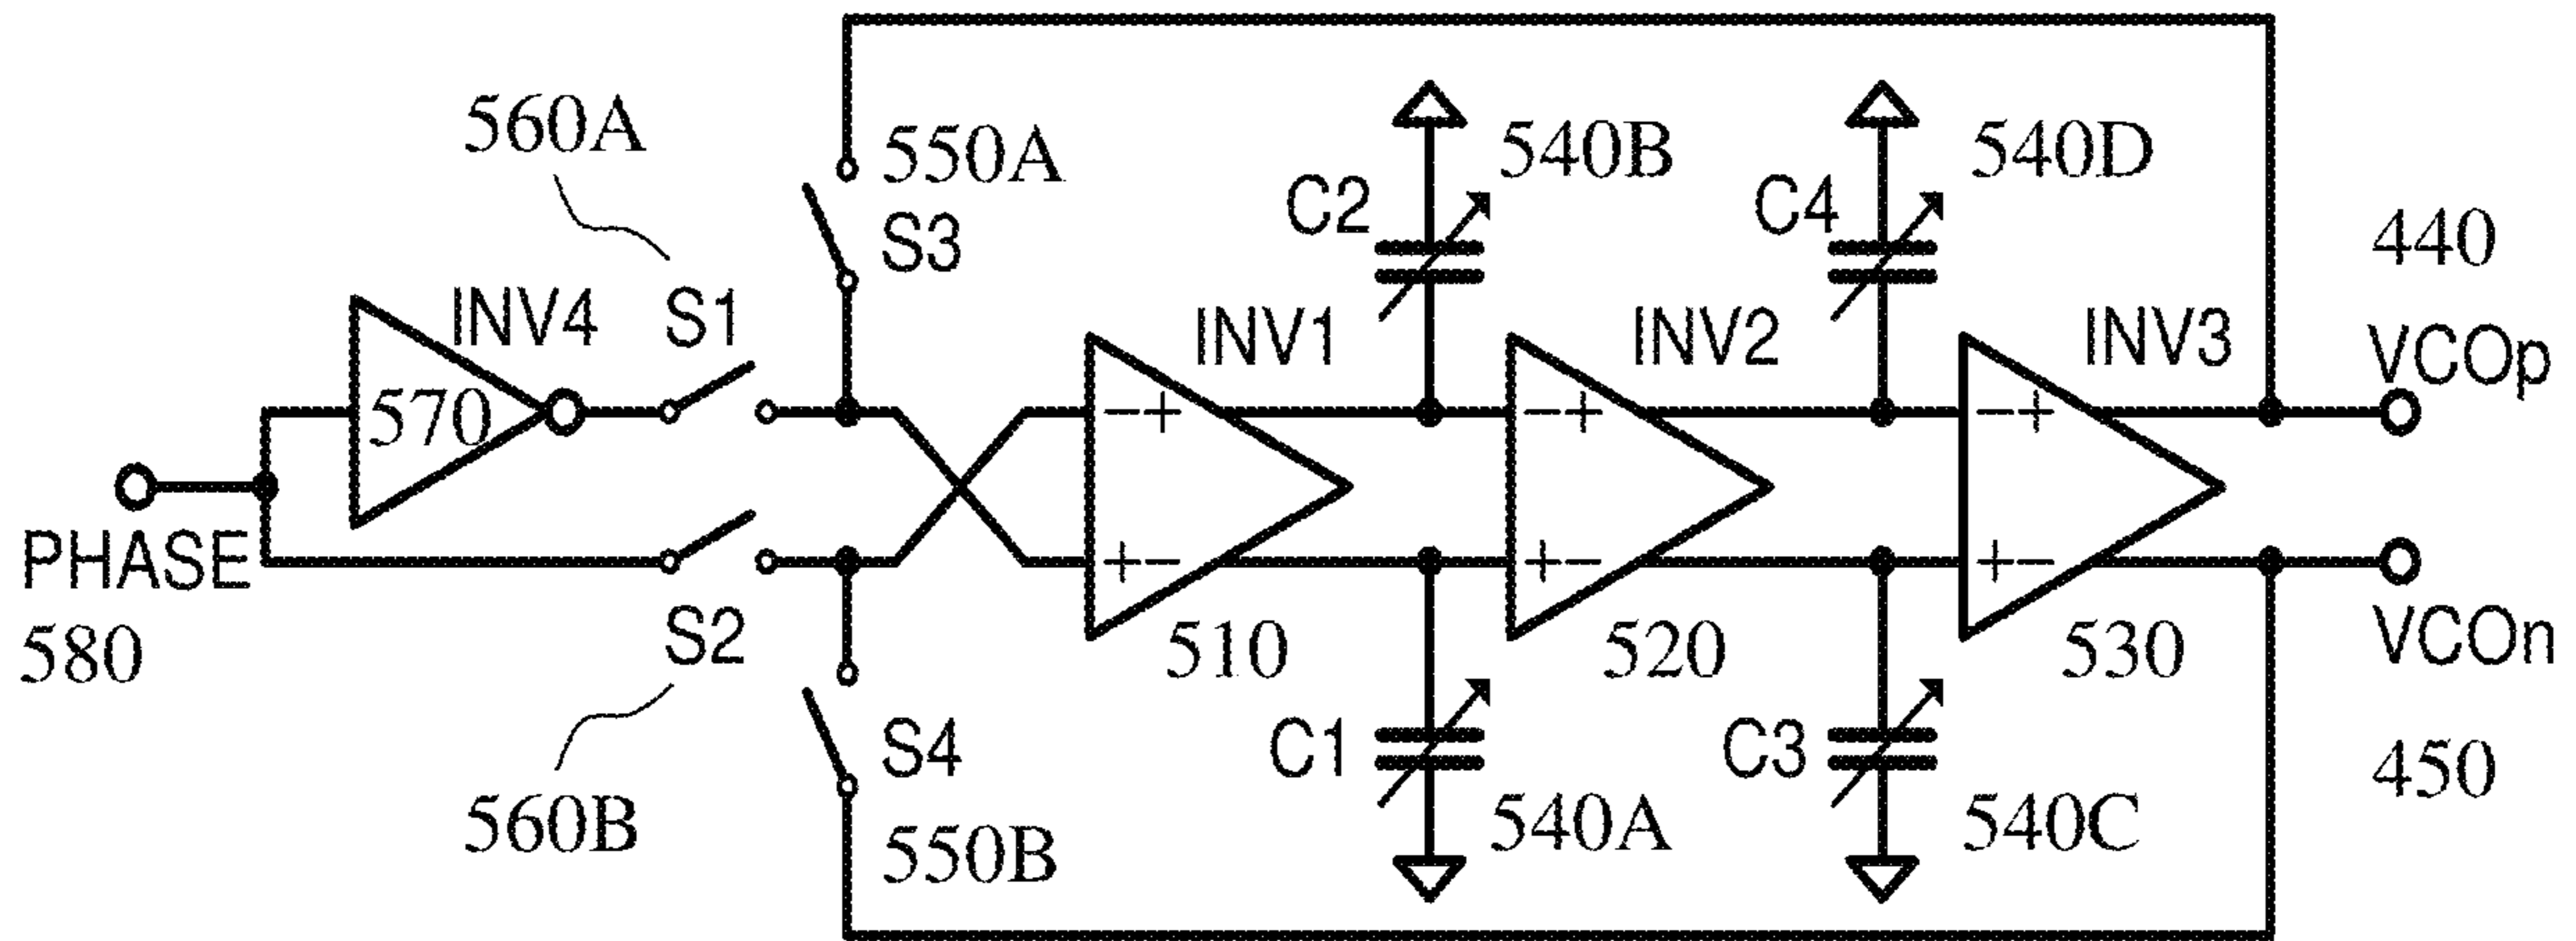 560A
550A
540B
540D
C2
C4
440
S3
INV4
S1
INV1
INV2
INV3
VCOp
570
-+
-+
-+
PHASE
+-
+-
+-
S2
580
510
520
530
VCOn
S4
C1
C3
450
560B
550B
540A
540C